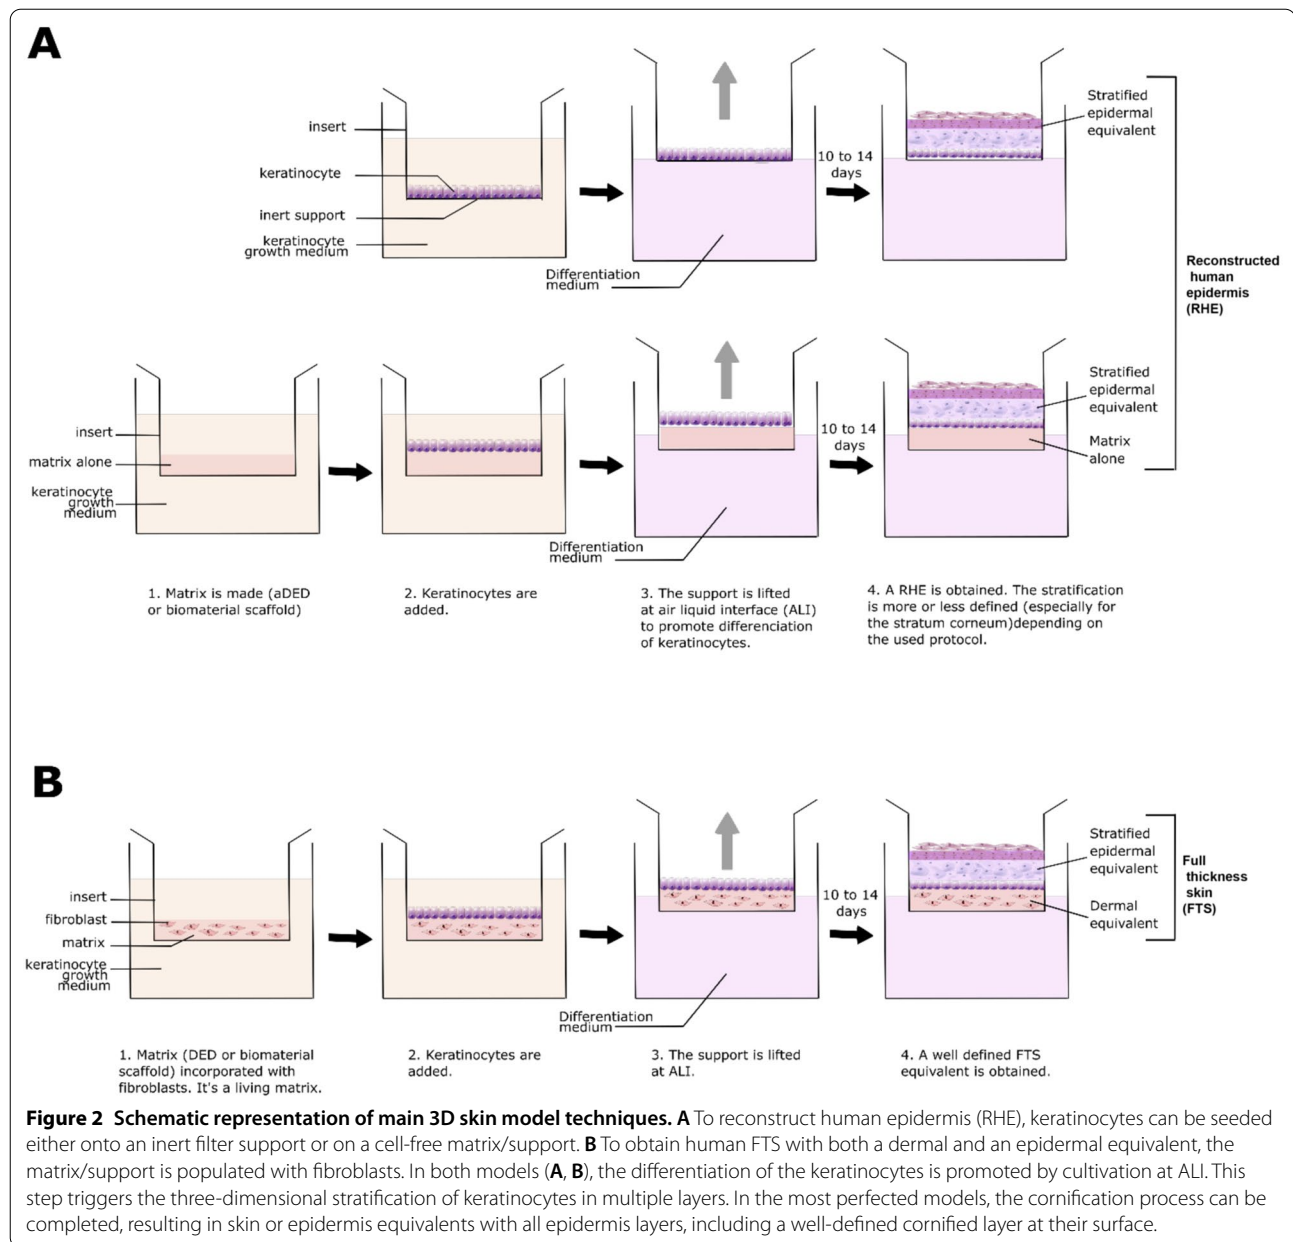 A
insert
keratinocyte
inert support
keratinocyte
growth medium
Differentiation
medium
10 to 14
days
Stratified
epidermal
equivalent
Reconstructed
human
epidermis
(RHE)
insert
matrix alone
keratinocyte
growth
medium
Differentiation
medium
10 to 14
days
Stratified
epidermal
equivalent
Matrix
alone
1. Matrix is made (aDED
or biomaterial scaffold)
2. Keratinocytes are
added.
3. The support is lifted
at air liquid interface (ALI)
to promote differenciation
of keratinocytes.
4. A RHE is obtained. The stratification
is more or less defined (especially for
the stratum corneum)depending on
the used protocol.
B
insert
fibroblast
matrix
keratinocyte
growth
medium
Differentiation
medium
10 to 14
days
Stratified
epidermal
equivalent
Dermal
equivalent
Full
thickness
skin
(FTS)
1. Matrix (DED or biomaterial
scaffold) incorporated with
fibroblasts. It's a living matrix.
2. Keratinocytes are
added.
3. The support is lifted
at ALI.
4. A well defined FTS
equivalent is obtained.
Figure 2 Schematic representation of main 3D skin model techniques. A To reconstruct human epidermis (RHE), keratinocytes can be seeded
either onto an inert filter support or on a cell-free matrix/support. B To obtain human FTS with both a dermal and an epidermal equivalent, the
matrix/support is populated with fibroblasts. In both models (A, B), the differentiation of the keratinocytes is promoted by cultivation at ALI. This
step triggers the three-dimensional stratification of keratinocytes in multiple layers. In the most perfected models, the cornification process can be
completed, resulting in skin or epidermis equivalents with all epidermis layers, including a well-defined cornified layer at their surface.